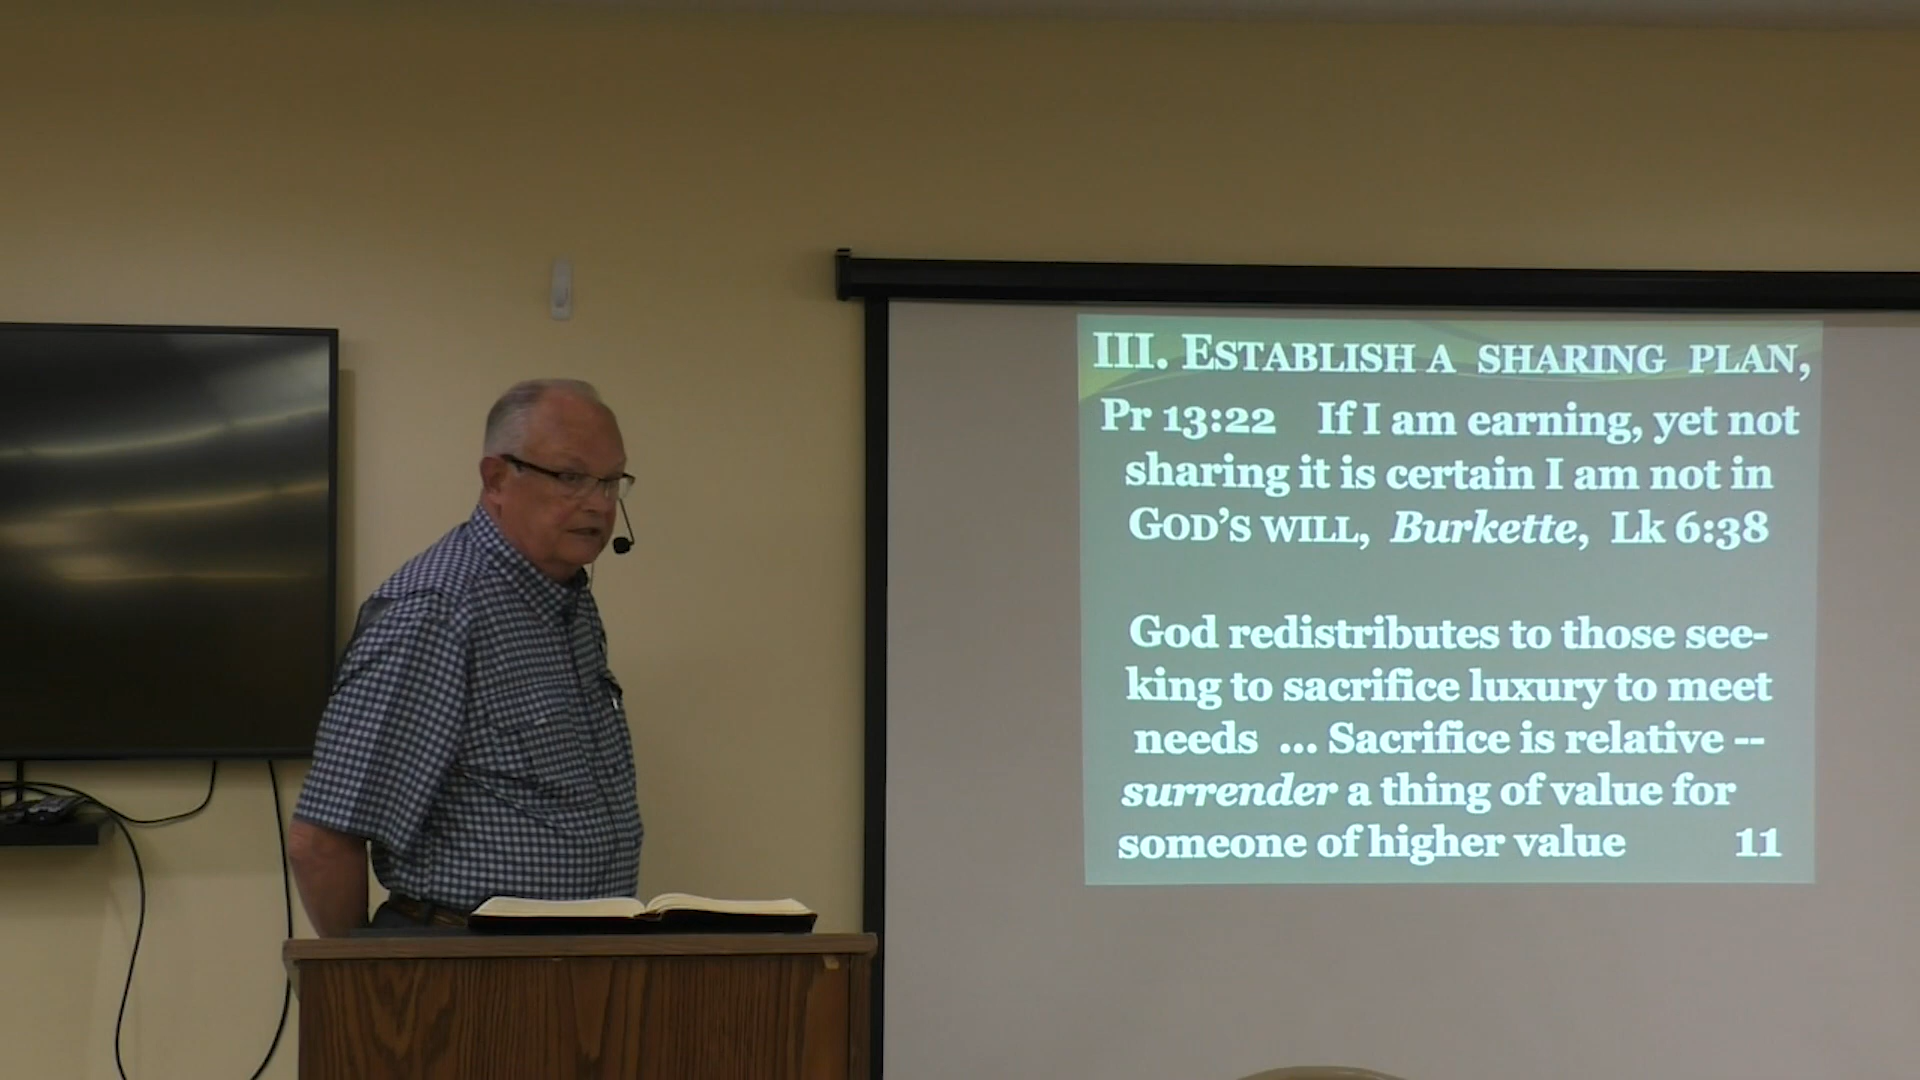 III. ESTABLISH A SHARING PLAN,
Pr 13:22 If I am earning, yet not
sharing it is certain I am not in
GOD'S WILL, Burkette, Lk 6:38
God redistributes to those see-
king to sacrifice luxury to meet
needs ... Sacrifice is relative --
surrender a thing of value for
someone of higher value 11